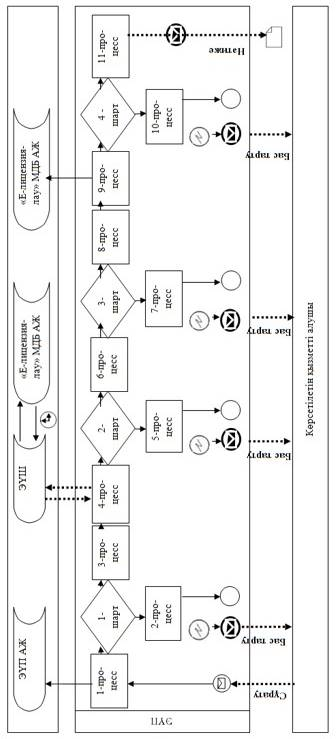 ЭҮП АЖ
ЭҮШ
«Е-лицензия-
лау» МДБ АЖ
«Е-лицензия-
лау» МДБ АЖ
ЭҮП
1-про-
цесс
1-
шарт
2-про-
цесс
3-про-
цесс
4-про-
цесс
2-
шарт
5-про-
цесс
6-про-
цесс
3-
шарт
7-про-
цесс
8-про-
цесс
9-про-
цесс
4 -
шарт
10-про-
цесс
11-про-
цесс
Сұрату
Бас тарту
Бас тарту
Бас тарту
Бас тарту
Нәтиже
Көрсетілетін қызметті алушы